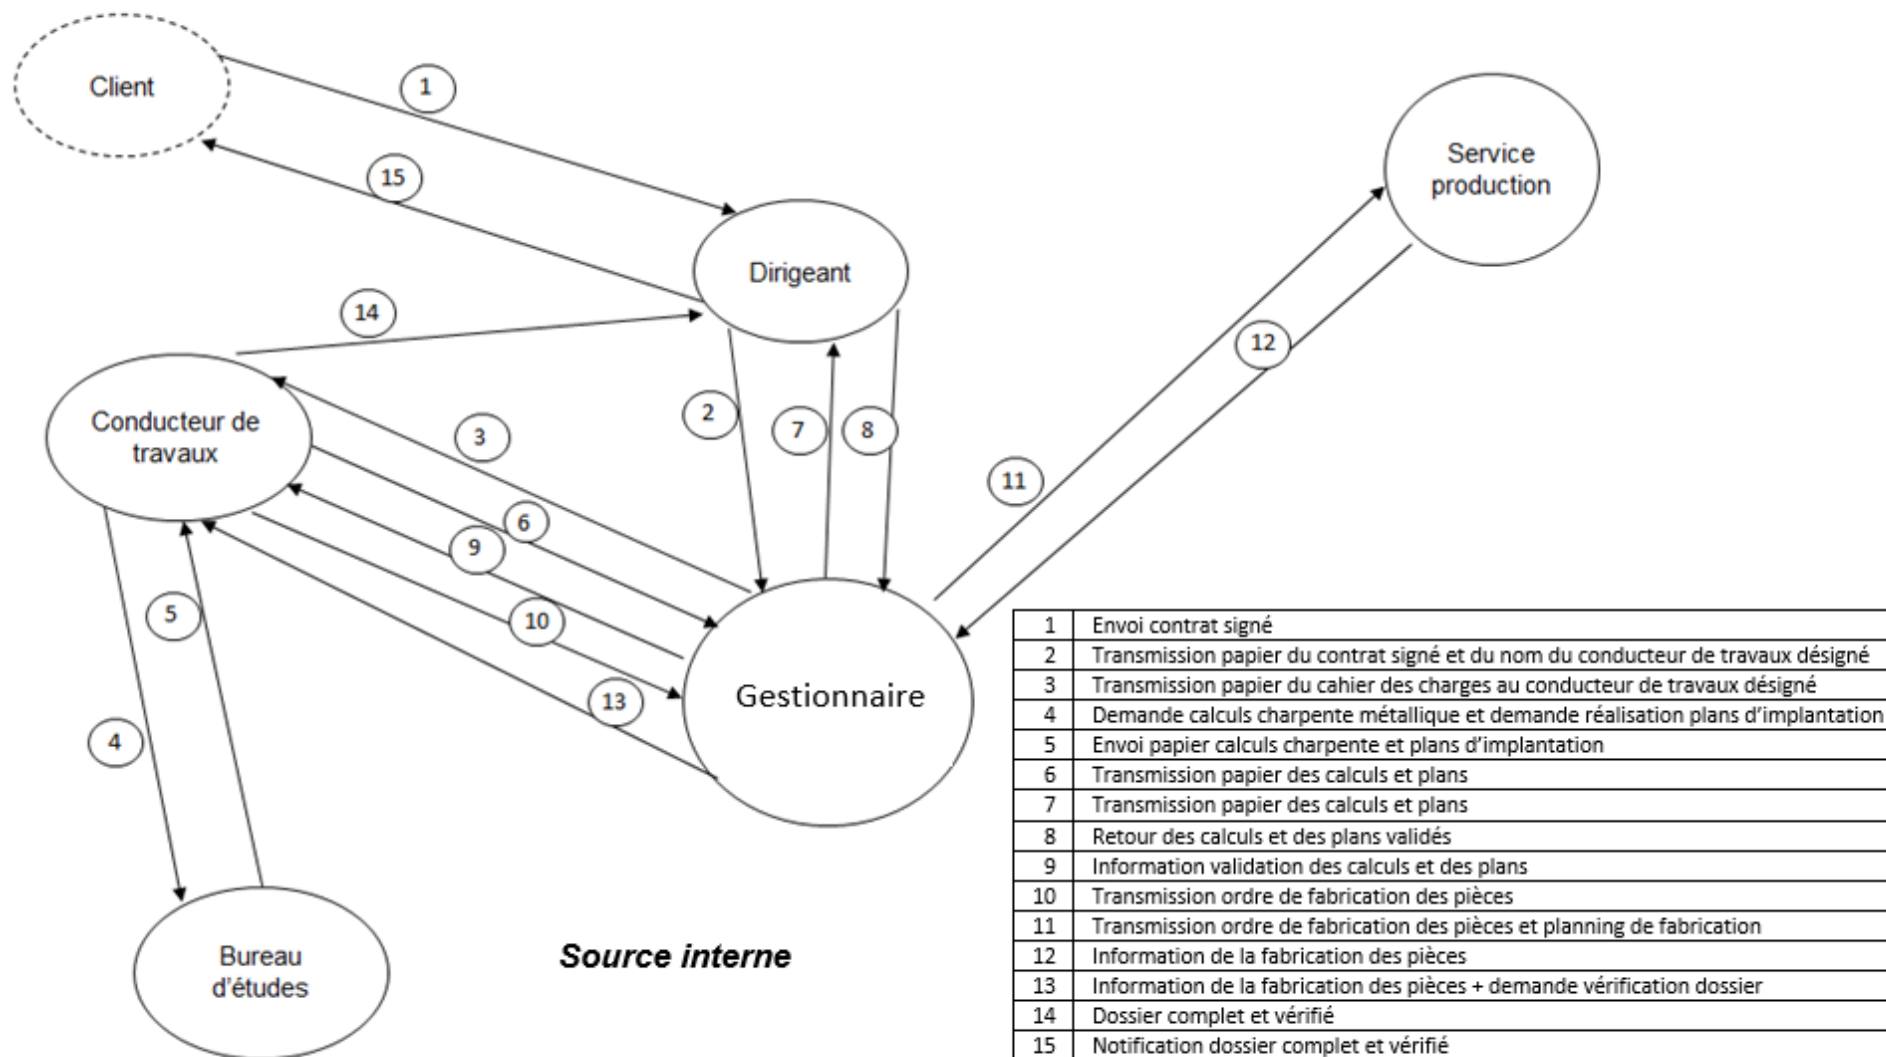 Client
1
15
Service
production
Dirigeant
14
12
Conducteur de
travaux
2
3
7
8
11
6
9
5
10
Gestionnaire
13
4
Bureau
d'études
Source interne
1 Envoi contrat signé
2 Transmission papier du contrat signé et du nom du conducteur de travaux désigné
3 Transmission papier du cahier des charges au conducteur de travaux désigné
4 Demande calculs charpente métallique et demande réalisation plans d'implantation
5 Envoi papier calculs charpente et plans d'implantation
6 Transmission papier des calculs et plans
7 Transmission papier des calculs et plans
8 Retour des calculs et des plans validés
9 Information validation des calculs et des plans
10 Transmission ordre de fabrication des pièces
11 Transmission ordre de fabrication des pièces et planning de fabrication
12 Information de la fabrication des pièces
13 Information de la fabrication des pièces + demande vérification dossier
14 Dossier complet et vérifié
15 Notification dossier complet et vérifié